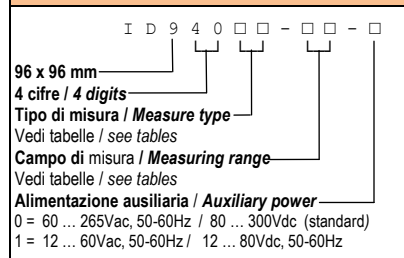 I D 9 4 0 □ □ - □ □ - □
96 x 96 mm
4 cifre / 4 digits
Tipo di misura / Measure type
Vedi tabelle / see tables
Campo di misura / Measuring range
Vedi tabelle / see tables
Alimentazione ausiliaria / Auxiliary power
0 = 60 ... 265Vac, 50-60Hz / 80 ... 300Vdc (standard)
1 = 12 ... 60Vac, 50-60Hz / 12 ... 80Vdc, 50-60Hz